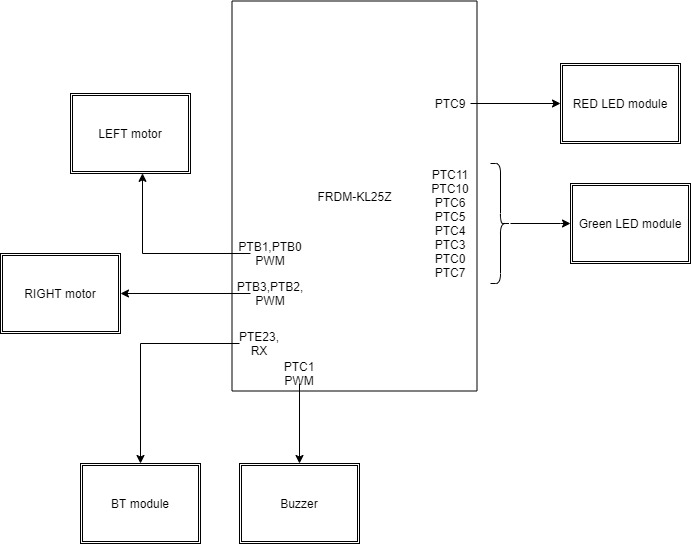 PTC9
RED LED module
LEFT motor
PTC11
PTC10
PTC6
PTC5
PTC4
PTC3
PTC0
PTC7
FRDM-KL25Z
Green LED module
PTB1,PTB0
PWM
PTB3,PTB2,
PWM
RIGHT motor
PTE23,
RX
PTC1
PWM
BT module
Buzzer